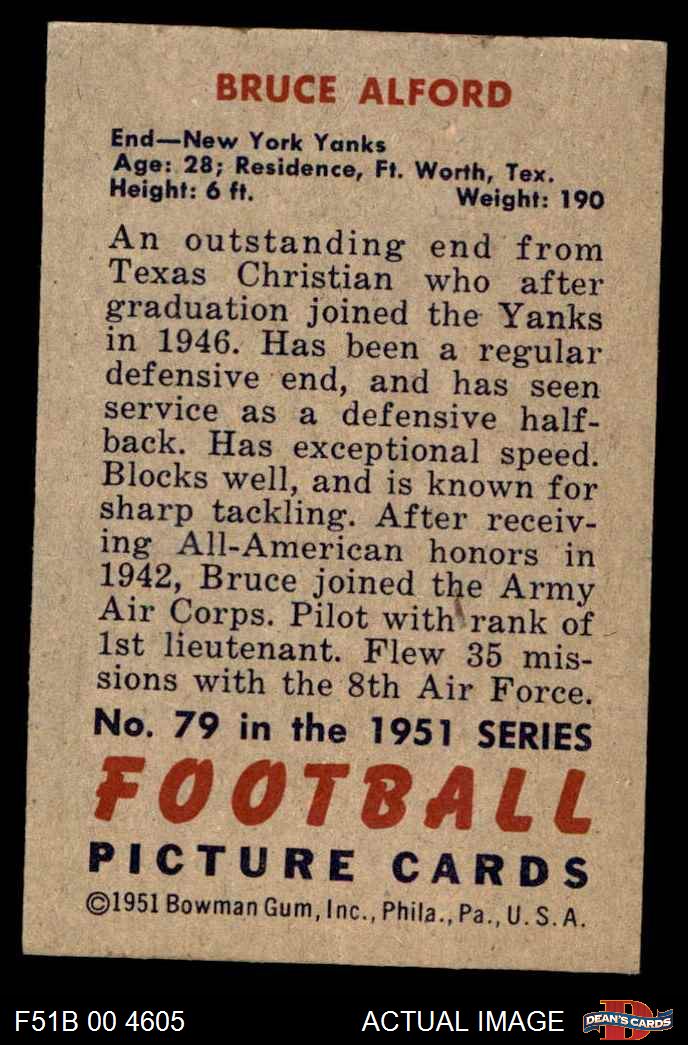 BRUCE ALFORD
End—New York Yanks
Age: 28; Residence, Ft. Worth, Tex.
Height: 6 ft. Weight: 190
An outstanding end from
Texas Christian who after
graduation joined the Yanks
in 1946. Has been a regular
defensive end, and has seen
service as a defensive half-
back. Has exceptional speed.
Blocks well, and is known for
sharp tackling. After receiv-
ing All-American honors in
1942, Bruce joined the Army
Air Corps. Pilot with rank of
1st lieutenant. Flew 35 mis-
sions with the 8th Air Force.
No. 79 in the 1951 SERIES
FOOTBALL
PICTURE CARDS
©1951 Bowman Gum, Inc., Phila., Pa., U. S. A.
F51B 00 4605 ACTUAL IMAGE D DEAN'S CARDS